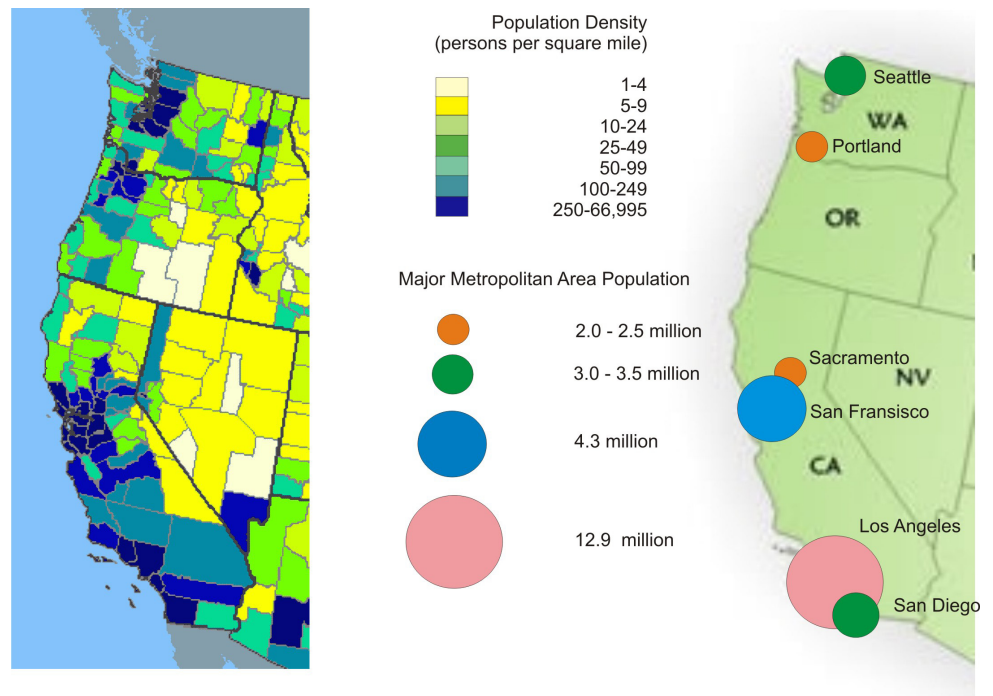 Population Density
(persons per square mile)
1-4
5-9
10-24
25-49
50-99
100-249
250-66,995
Major Metropolitan Area Population
2.0 - 2.5 million
3.0 - 3.5 million
4.3 million
12.9 million
Seattle
WA
Portland
OR
Sacramento
NV
San Fransisco
CA
Los Angeles
San Diego